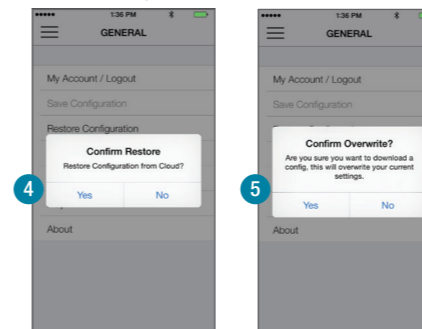 1:36 PM
GENERAL
My Account / Logout
Save Configuration
Restore Configuration
Confirm Restore
Restore Configuration from Cloud?
4
Yes
No
About
1:36 PM
GENERAL
My Account / Logout
Save Configuration
Confirm Overwrite?
Are you sure you want to download a
config, this will overwrite your current
settings.
5
Yes
No
About